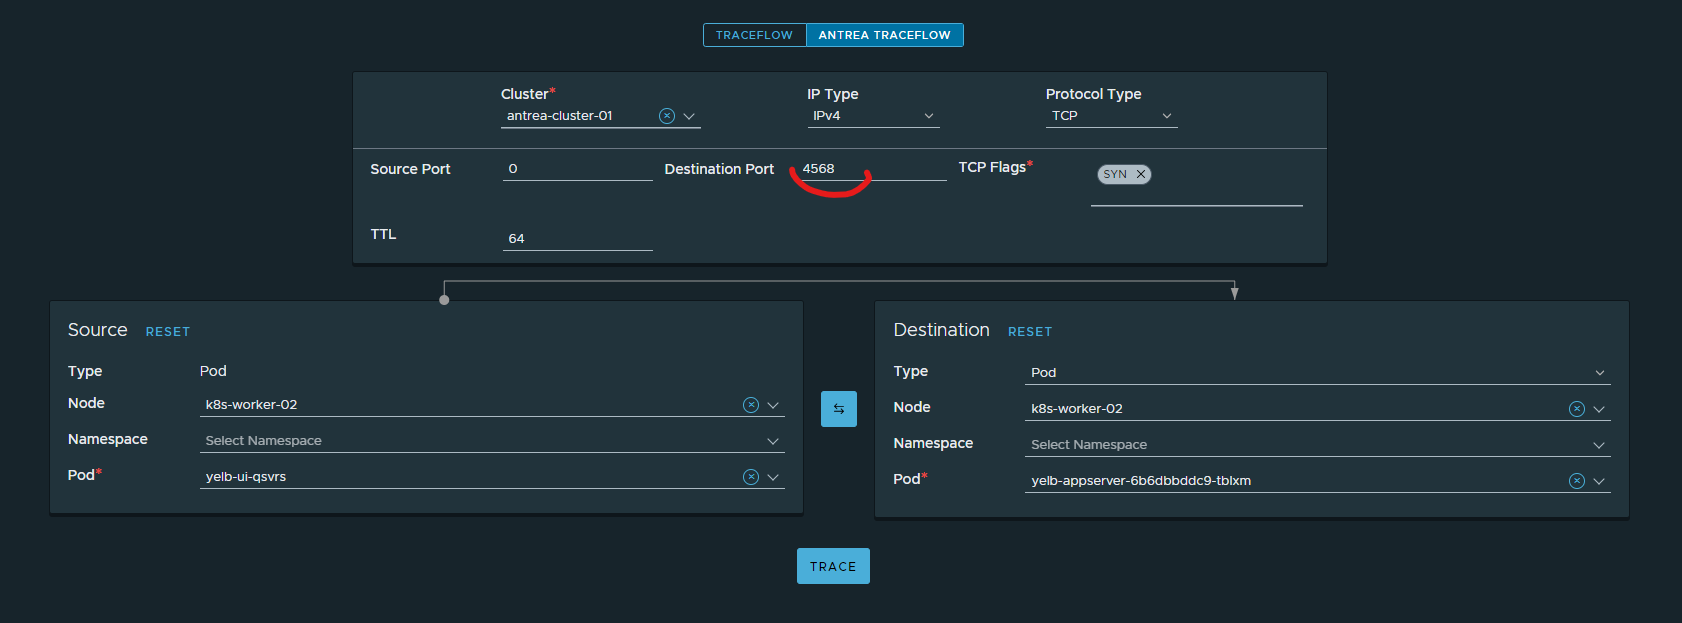 TRACEFLOW ANTREA TRACEFLOW
Cluster* IP Type Protocol Type
antrea-cluster-01 IPv4 TCP
Source Port 0 Destination Port 4568 TCP Flags* SYN
TTL 64
Source RESET
Type Pod
Node k8s-worker-02
Namespace Select Namespace
Pod* yelb-ui-qsvrs
Destination RESET
Type Pod
Node k8s-worker-02
Namespace Select Namespace
Pod* yelb-appserver-6b6dbbddc9-tblxm
TRACE